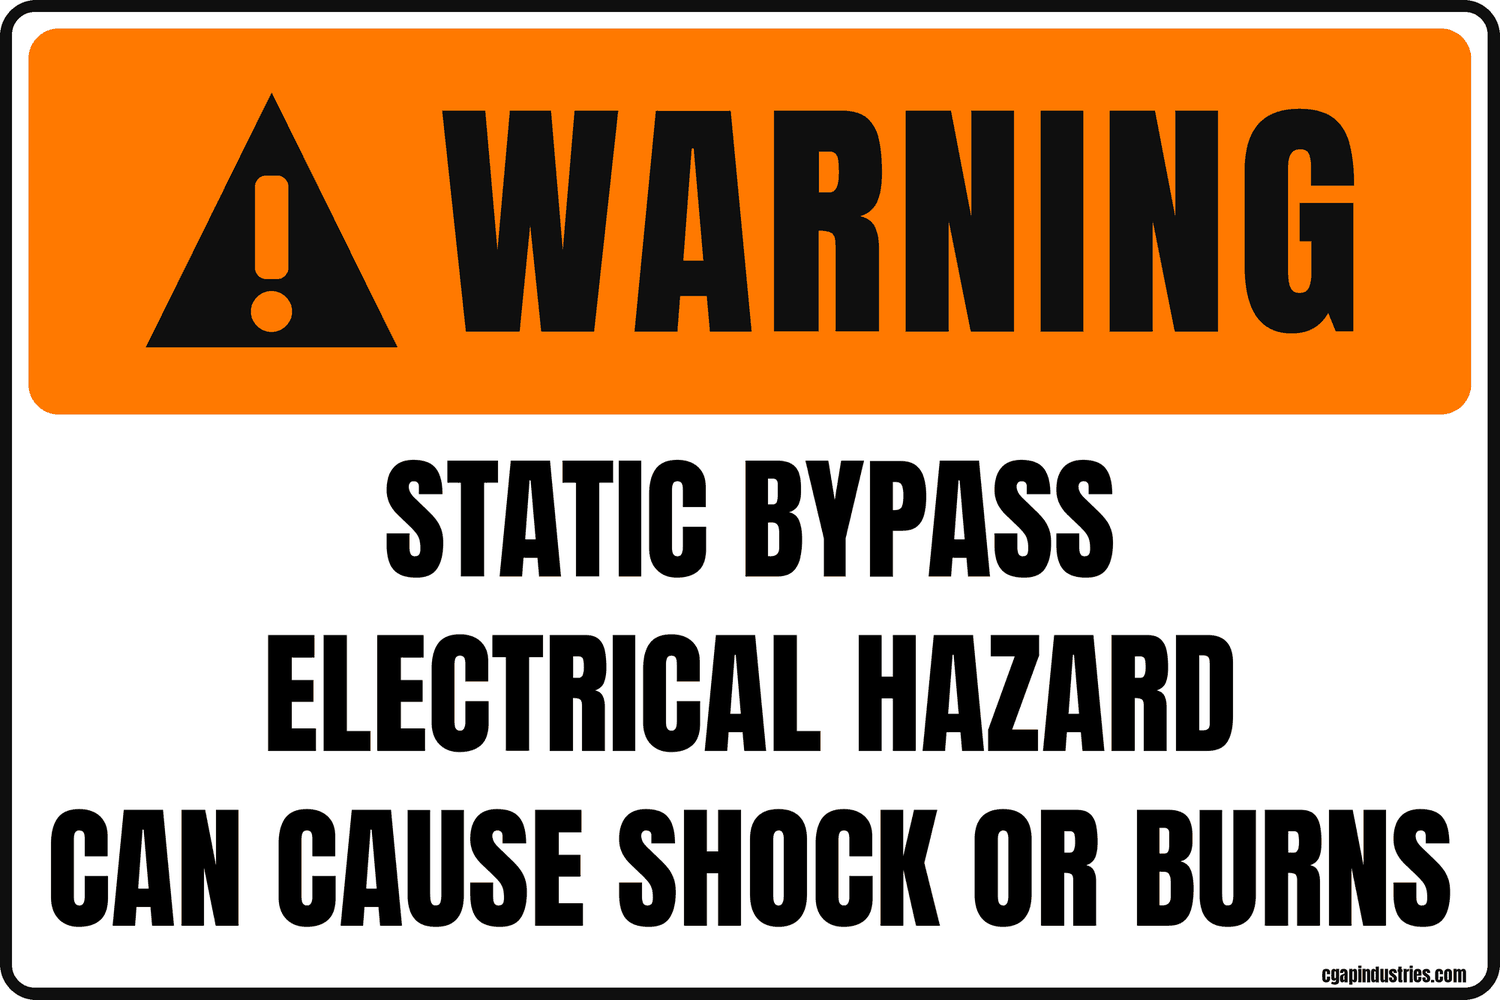 WARNING
STATIC BYPASS
ELECTRICAL HAZARD
CAN CAUSE SHOCK OR BURNS
cgapindustries.com